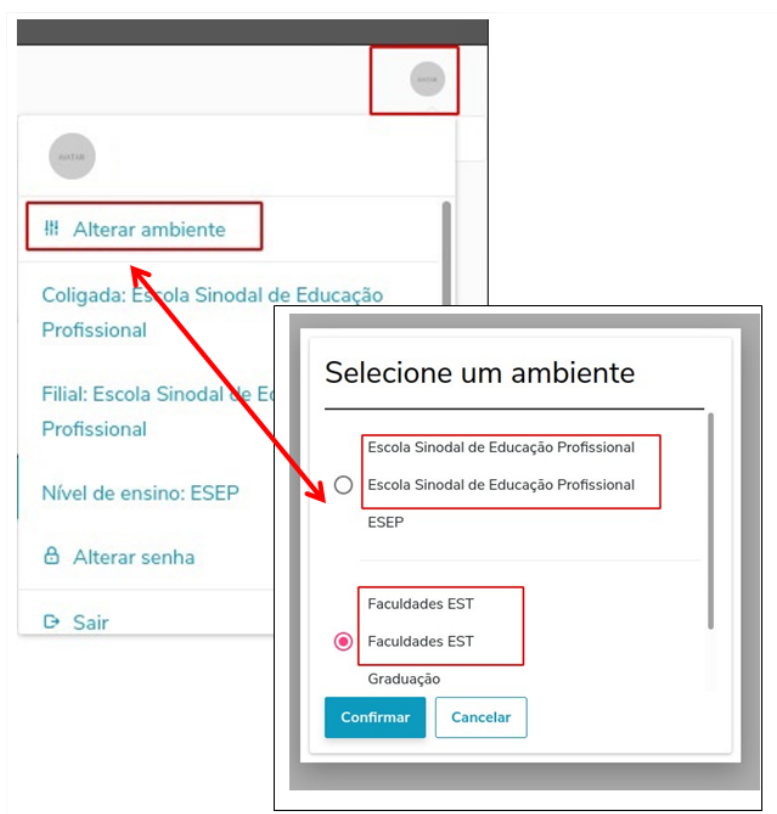 AVATAR
AVATAR
Alterar ambiente
Coligada: Escola Sinodal de Educação
Profissional
Filial: Escola Sinodal de Ed
Profissional
Nível de ensino: ESEP
Alterar senha
Sair
Selecione um ambiente
Escola Sinodal de Educação Profissional
Escola Sinodal de Educação Profissional
ESEP
Faculdades EST
Faculdades EST
Graduação
Confirmar
Cancelar